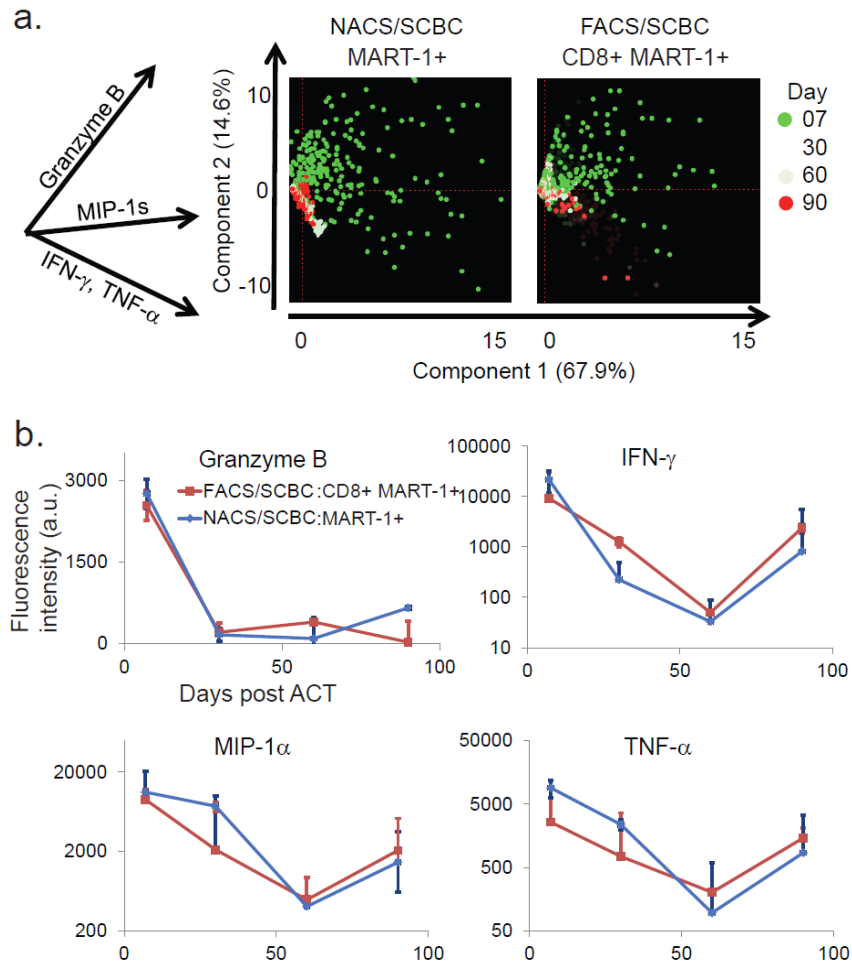 a.
NACS/SCBC
MART-1+
FACS/SCBC
CD8+ MART-1+
Granzyme B
MIP-1s
IFN-γ, TNF-α
Component 2 (14.6%)
10
0
-10
Day
07
30
60
90
0
15
0
15
Component 1 (67.9%)
b.
Granzyme B
FACS/SCBC:CD8+ MART-1+
NACS/SCBC:MART-1+
Fluorescence
intensity (a.u.)
3000
1500
0
0
50
100
Days post ACT
IFN-γ
100000
10000
1000
100
10
0
50
100
MIP-1α
20000
2000
200
0
50
100
TNF-α
50000
5000
500
50
0
50
100